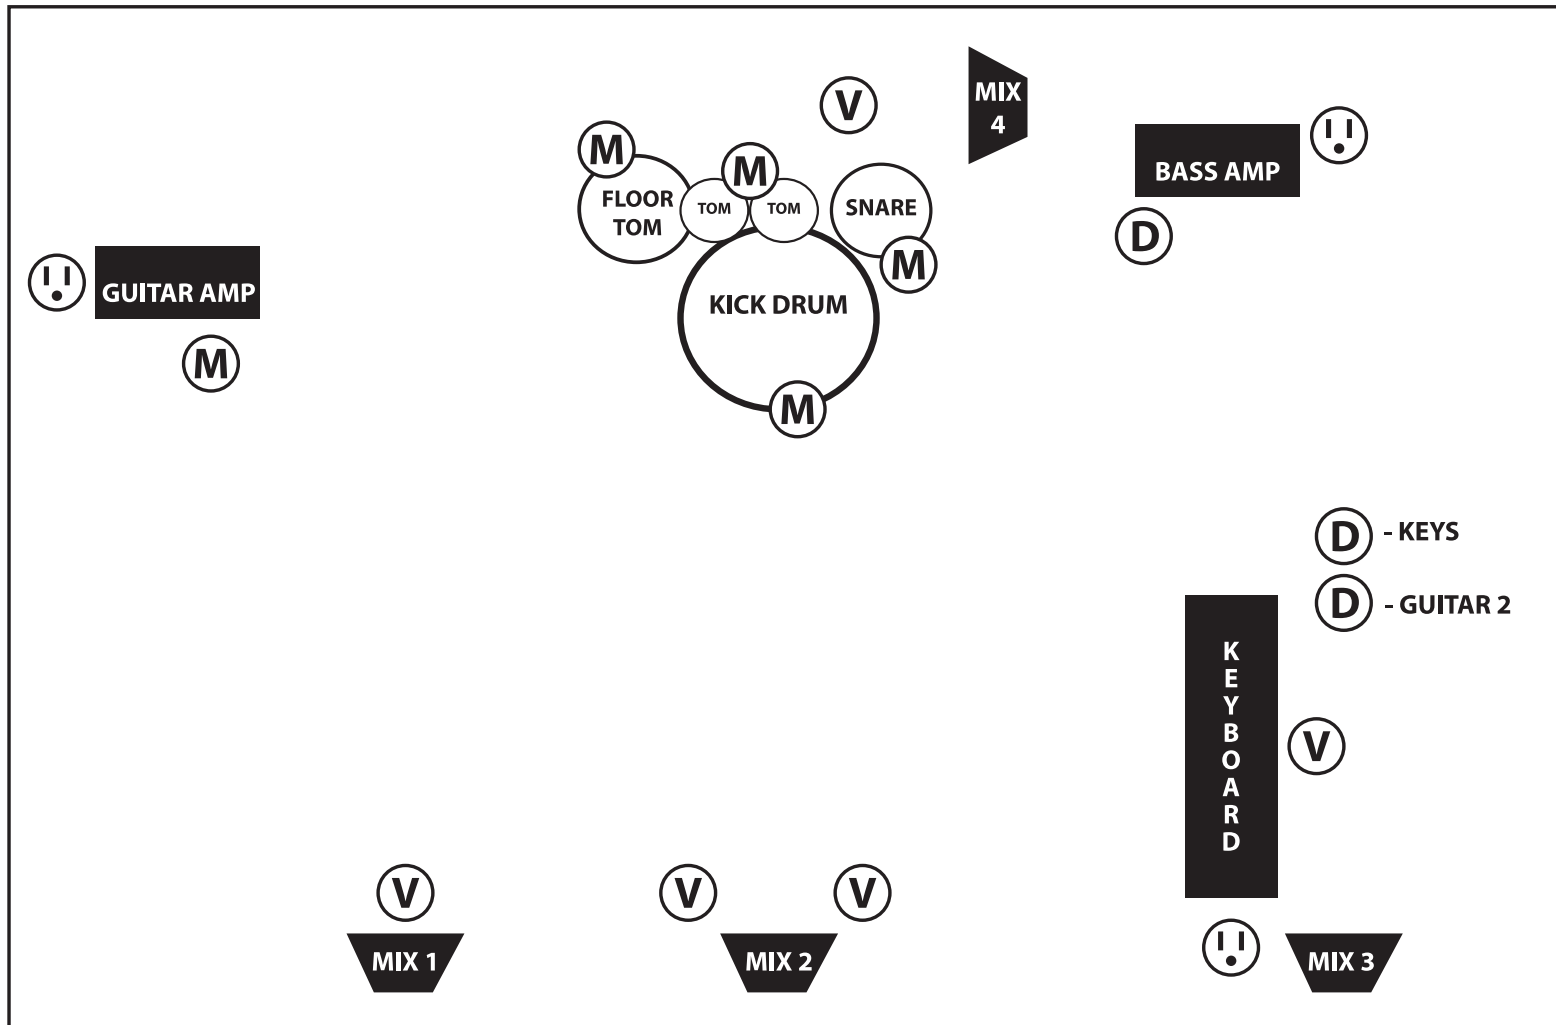 MIX
4
V
M
M
BASS AMP
FLOOR
TOM
TOM
TOM
SNARE
D
M
GUITAR AMP
KICK DRUM
M
M
D - KEYS
D - GUITAR 2
K
E
Y
B
O
A
R
D
V
V
V
V
MIX 1
MIX 2
MIX 3